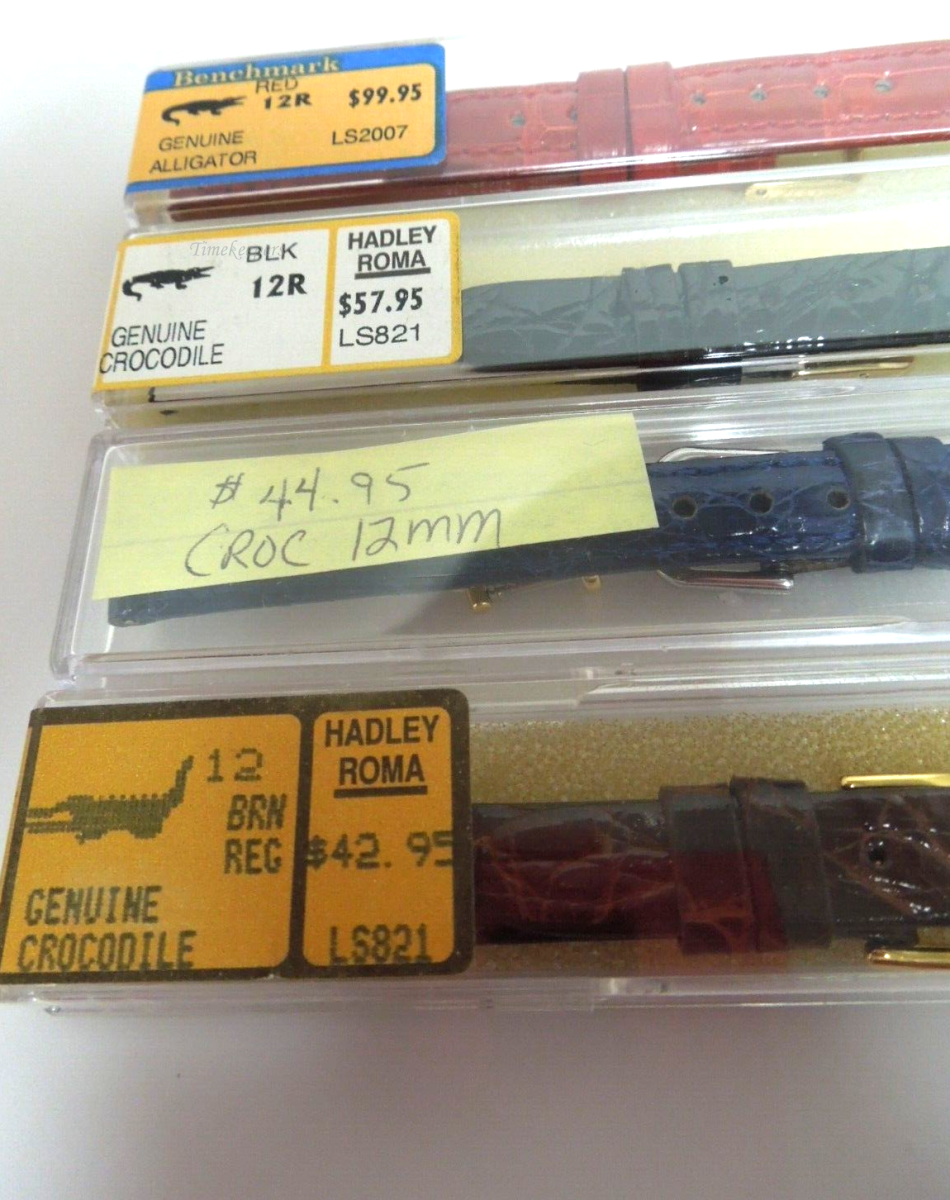 Benchmark
RED
12R $99.95
GENUINE LS2007
ALLIGATOR
Timekeepers
BLK
12R
GENUINE
CROCODILE
HADLEY
ROMA
$57.95
LS821
$44.95
CROC 12mm
12
BRN
REG
GENUINE
CROCODILE
HADLEY
ROMA
$42.95
LS821